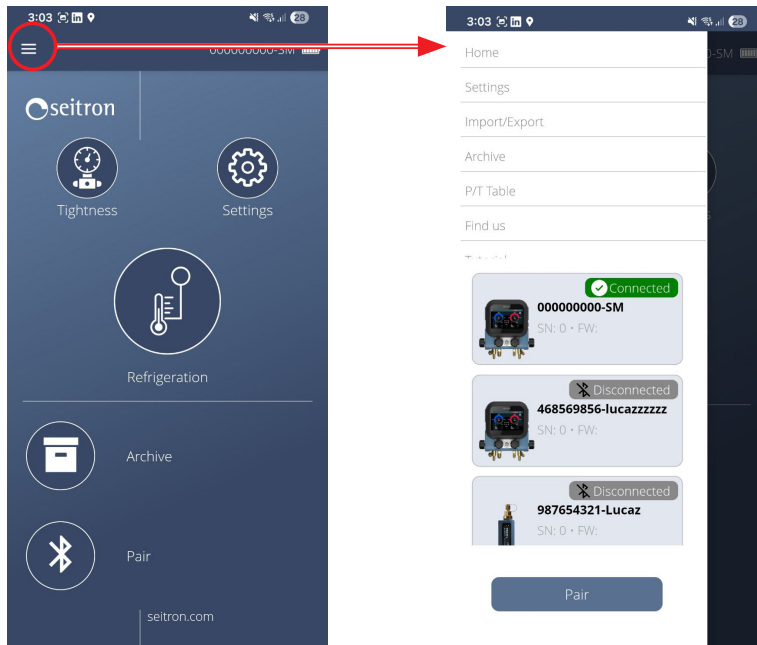 3:03
28
000000000-SM
seitron
Tightness
Settings
Refrigeration
Archive
Pair
seitron.com
3:03
28
Home
-SM
Settings
Import/Export
Archive
P/T Table
Find us
s
Tutorial
Connected
000000000-SM
SN: 0 • FW:
Disconnected
468569856-lucazzzzzz
SN: 0 • FW:
Disconnected
987654321-Lucaz
SN: 0 • FW:
Pair